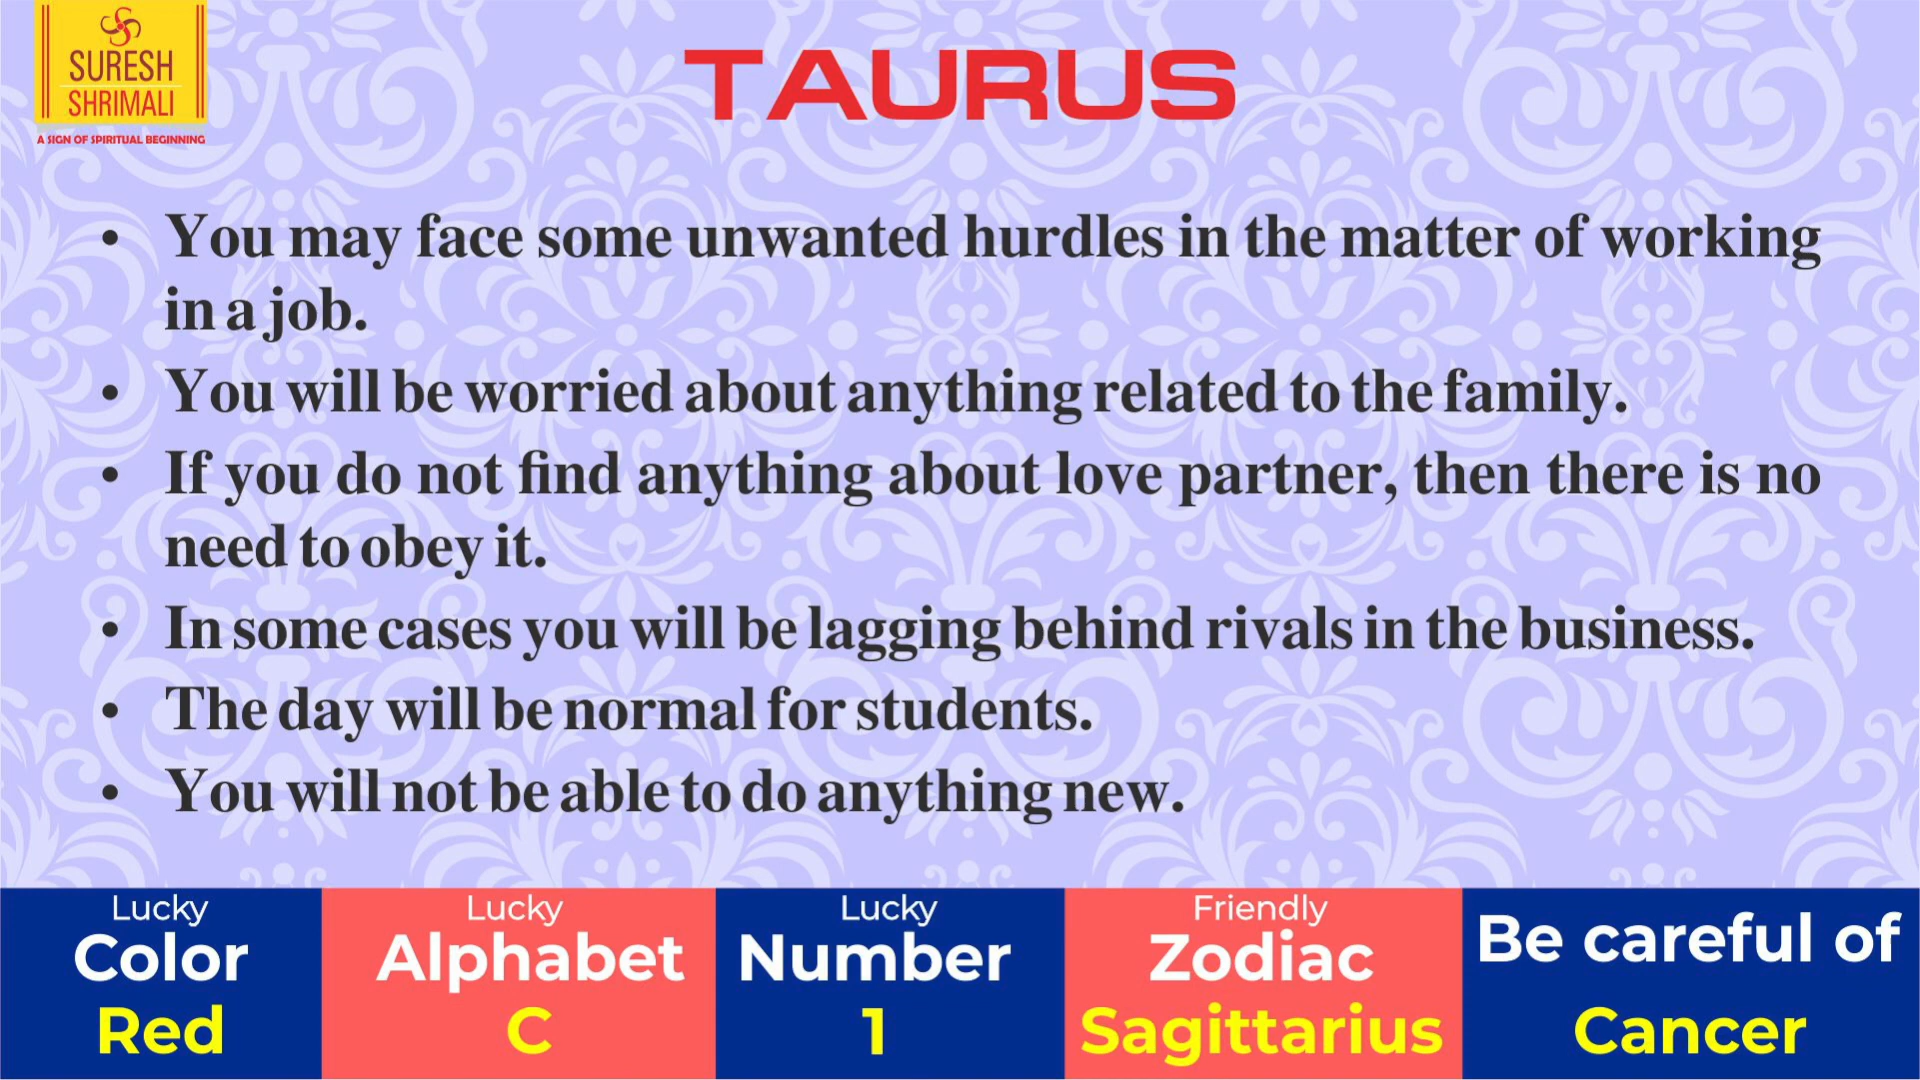 SURESH
SHRIMALI
A SIGN OF SPIRITUAL BEGINNING
TAURUS
• You may face some unwanted hurdles in the matter of working
in a job.
• You will be worried about anything related to the family.
• If you do not find anything about love partner, then there is no
need to obey it.
• In some cases you will be lagging behind rivals in the business.
• The day will be normal for students.
• You will not be able to do anything new.
Lucky
Color
Red
Lucky
Alphabet
C
Lucky
Number
1
Friendly
Zodiac
Sagittarius
Be careful of
Cancer